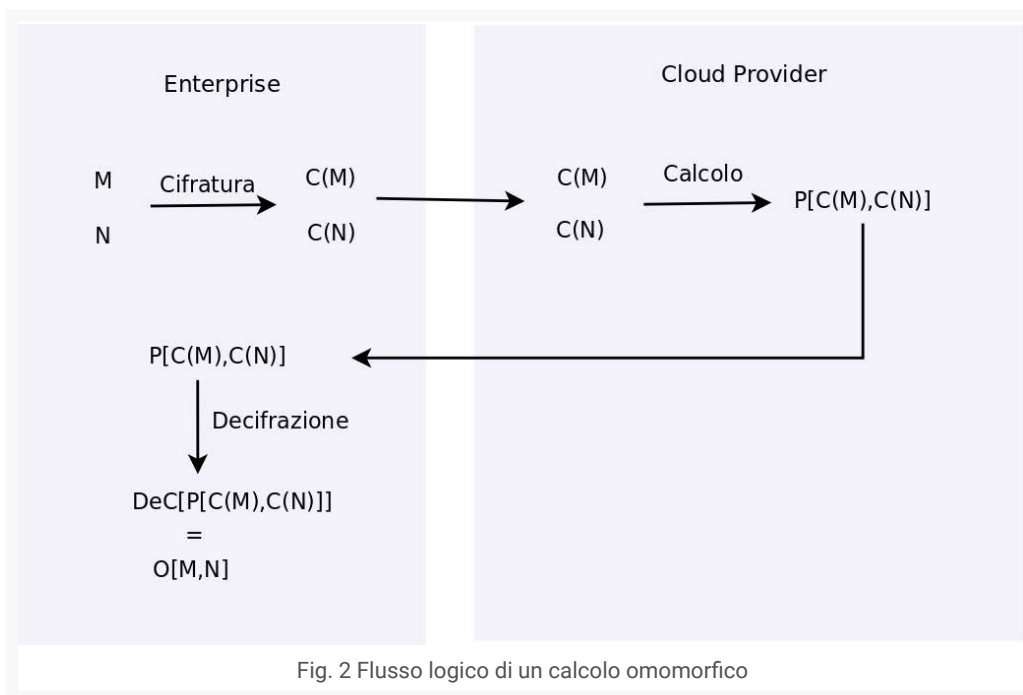 Enterprise
Cloud Provider
M
Cifratura
C(M)
N
C(N)
C(M)
Calcolo
P[C(M),C(N)]
C(N)
P[C(M),C(N)]
Decifrazione
DeC[P[C(M),C(N)]]
=
O[M,N]
Fig. 2 Flusso logico di un calcolo omomorfico